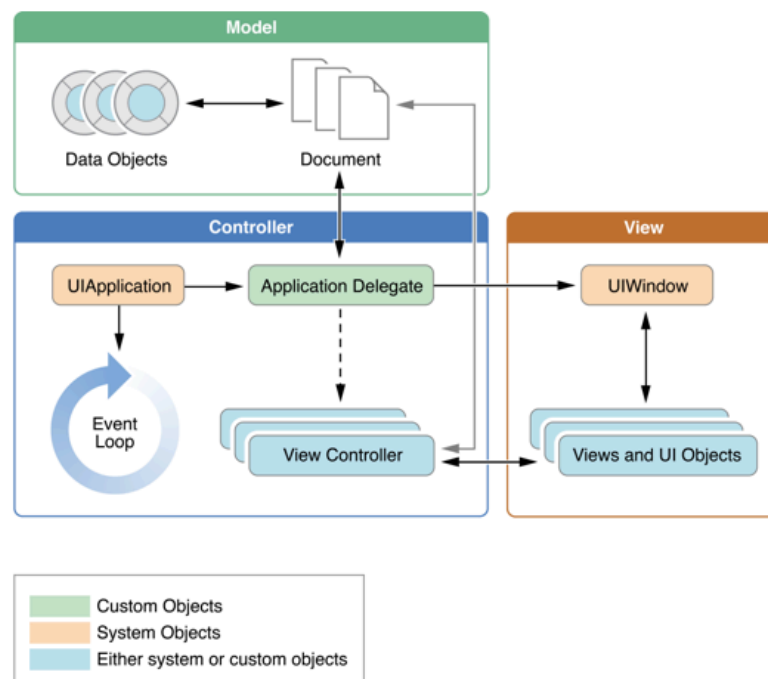 Model
Data Objects
Document
Controller
View
UIApplication
Application Delegate
UIWindow
Event
Loop
View Controller
Views and UI Objects
Custom Objects
System Objects
Either system or custom objects